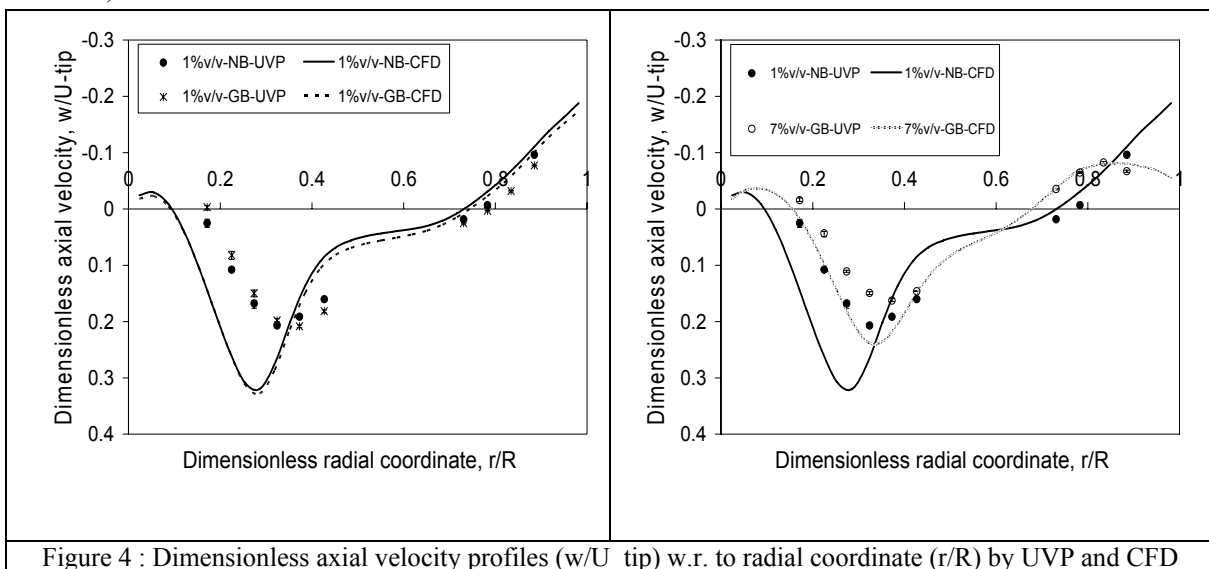 -0.3
-0.2
-0.1
0
0.1
0.2
0.3
0.4
0 0.2 0.4 0.6 0.8 1
Dimensionless axial velocity, w/U-tip
Dimensionless radial coordinate, r/R
1%v/v-NB-UVP 1%v/v-NB-CFD
1%v/v-GB-UVP 1%v/v-GB-CFD
-0.3
-0.2
-0.1
0
0.1
0.2
0.3
0.4
0 0.2 0.4 0.6 0.8 1
Dimensionless axial velocity, w/U-tip
Dimensionless radial coordinate, r/R
1%v/v-NB-UVP 1%v/v-NB-CFD
7%v/v-GB-UVP 7%v/v-GB-CFD
Figure 4 : Dimensionless axial velocity profiles (w/U_tip) w.r. to radial coordinate (r/R) by UVP and CFD